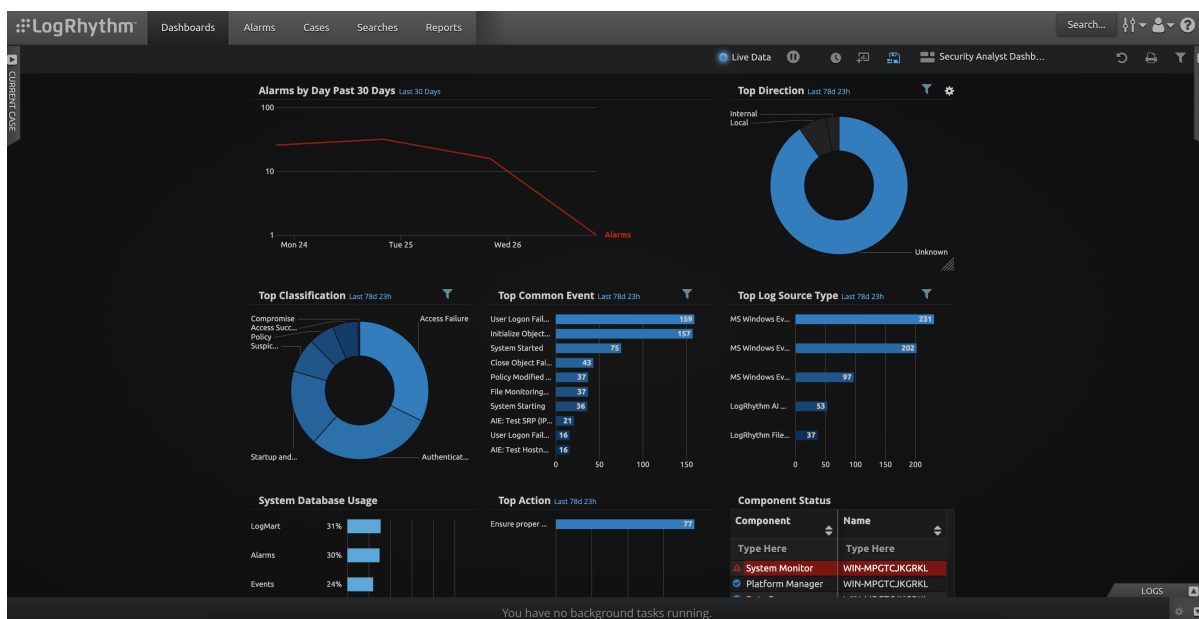 LogRhythm Dashboards Alarms Cases Searches Reports Search...
CURRENT CASE
Live Data Security Analyst Dashb...
Alarms by Day Past 30 Days Last 30 Days
100
10
1
Mon 24 Tue 25 Wed 26
Alarms
Top Direction Last 78d 23h
Internal
Local
Unknown
Top Classification Last 78d 23h
Compromise
Access Succ...
Policy
Suspic...
Access Failure
Startup and...
Authenticat...
Top Common Event Last 78d 23h
User Logon Fail... 159
Initialize Object... 157
System Started 75
Close Object Fai... 43
Policy Modified ... 37
File Monitoring... 37
System Starting 36
AIE: Test SRP (IP... 21
User Logon Fail... 16
AIE: Test Hostn... 16
0 50 100 150
Top Log Source Type Last 78d 23h
MS Windows Ev... 231
MS Windows Ev... 202
MS Windows Ev... 97
LogRhythm AI ... 53
LogRhythm File... 37
0 50 100 150 200
System Database Usage
LogMart 31%
Alarms 30%
Events 24%
Top Action Last 78d 23h
Ensure proper ... 77
Component Status
Component Name
Type Here Type Here
System Monitor WIN-MPGTCJKGRKL
Platform Manager WIN-MPGTCJKGRKL
LOGS
You have no background tasks running.